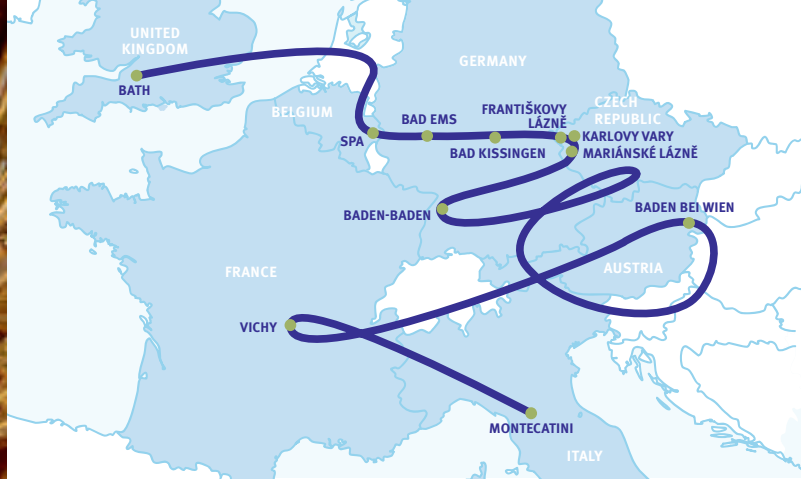 UNITED
KINGDOM
BATH
GERMANY
BELGIUM
SPA
BAD EMS
FRANTIŠKOVY
LÁZNĚ
CZECH
REPUBLIC
KARLOVY VARY
BAD KISSINGEN
MARIÁNSKÉ LÁZNĚ
BADEN-BADEN
BADEN BEI WIEN
FRANCE
AUSTRIA
VICHY
MONTECATINI
ITALY